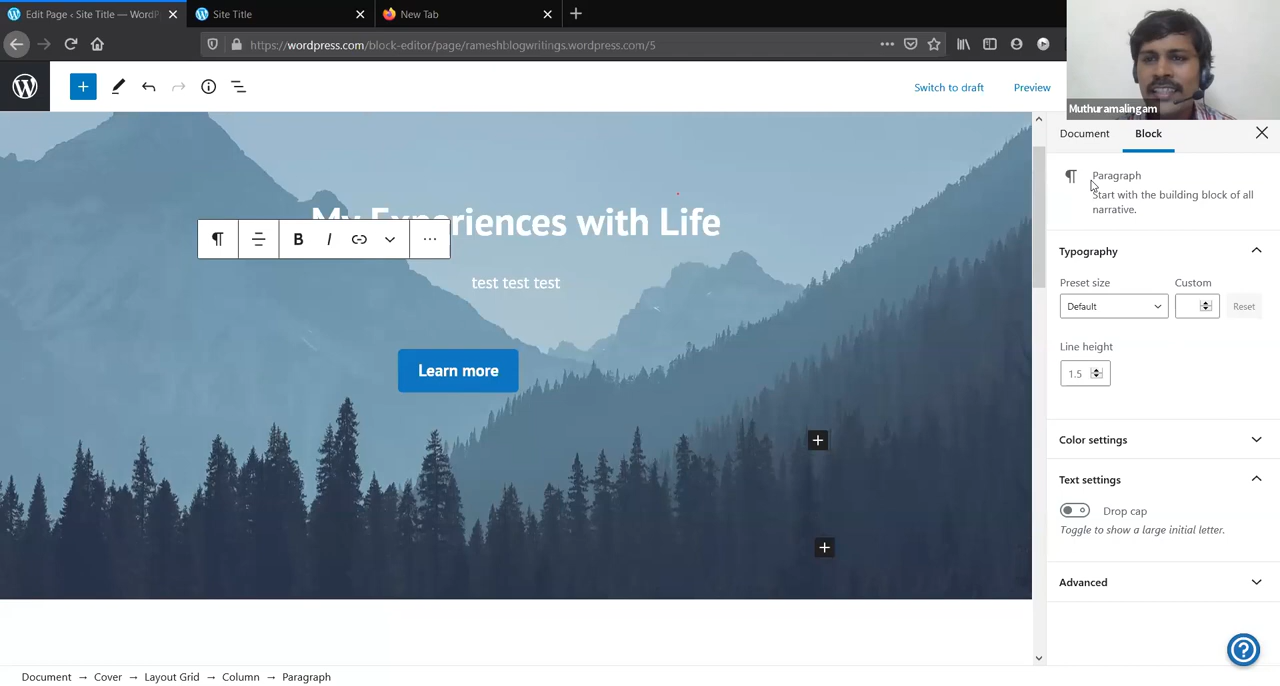 Edit Page ‹ Site Title — WordP
Site Title
New Tab
https://wordpress.com/block-editor/page/rameshblogwritings.wordpress.com/5
Switch to draft
Preview
Muthuramalingam
Document
Block
Paragraph
Start with the building block of all
narrative.
My Experiences with Life
B I
test test test
Learn more
Typography
Preset size
Custom
Default
Reset
Line height
1.5
Color settings
Text settings
Drop cap
Toggle to show a large initial letter.
Advanced
Document → Cover → Layout Grid → Column → Paragraph